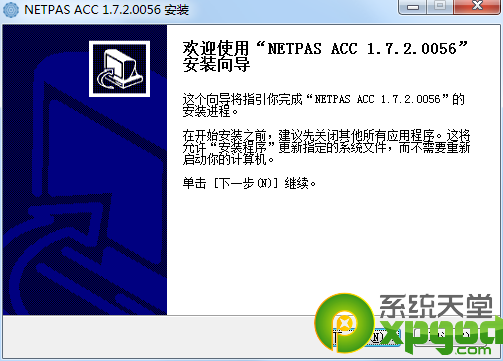 NETPAS ACC 1.7.2.0056 安装
欢迎使用“NETPAS ACC 1.7.2.0056”
安装向导
这个向导将指引你完成“NETPAS ACC 1.7.2.0056”的
安装进程。
在开始安装之前，建议先关闭其他所有应用程序。这将
允许“安装程序”更新指定的系统文件，而不需要重新
启动你的计算机。
单击 [下一步(N)] 继续。
系统天堂
xpgod
.com